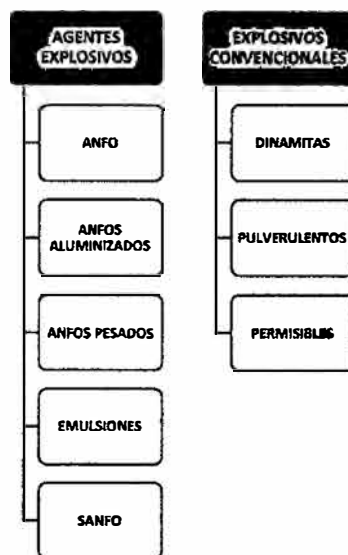 AGENTES
EXPLOSIVOS
ANFO
ANFOS
ALUMINIZADOS
ANFOS PESADOS
EMULSIONES
SANFO
EXPLOSIVOS
CONVENCIONALES
DINAMITAS
PULVERULENTOS
PERMISIBLES